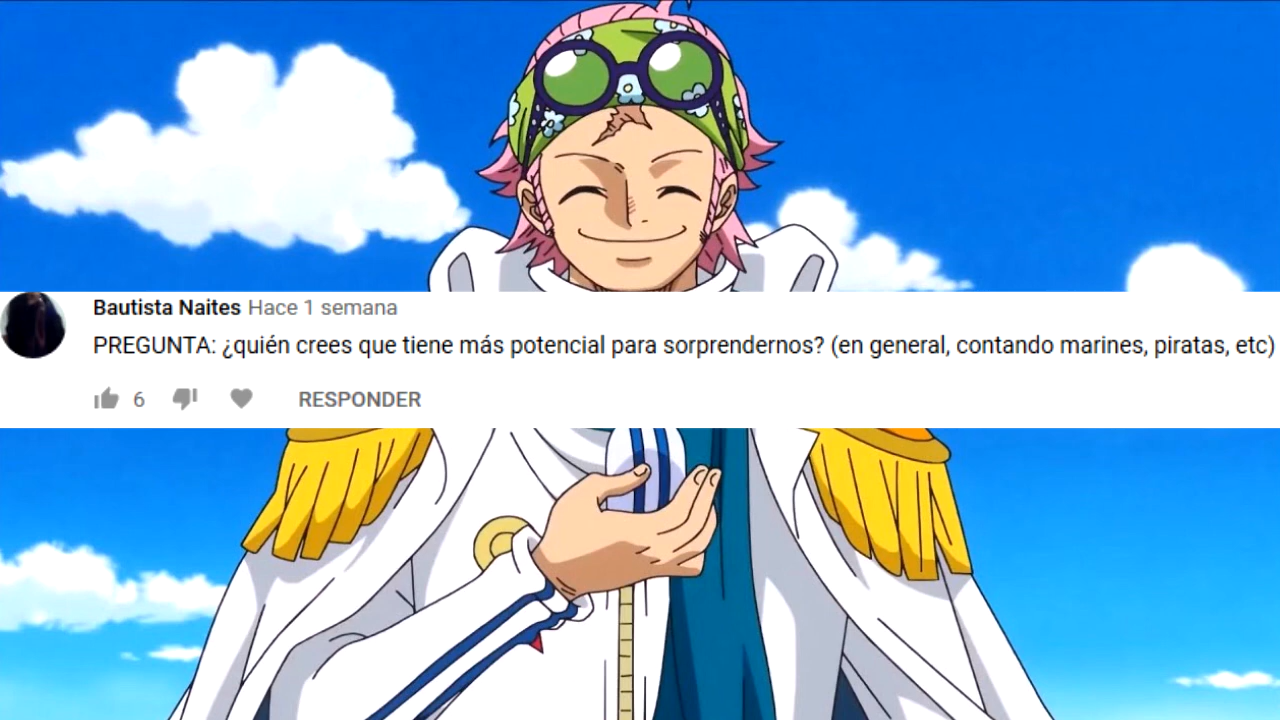 Bautista Naites Hace 1 semana
PREGUNTA: ¿quién crees que tiene más potencial para sorprendernos? (en general, contando marines, piratas, etc)
6 RESPONDER